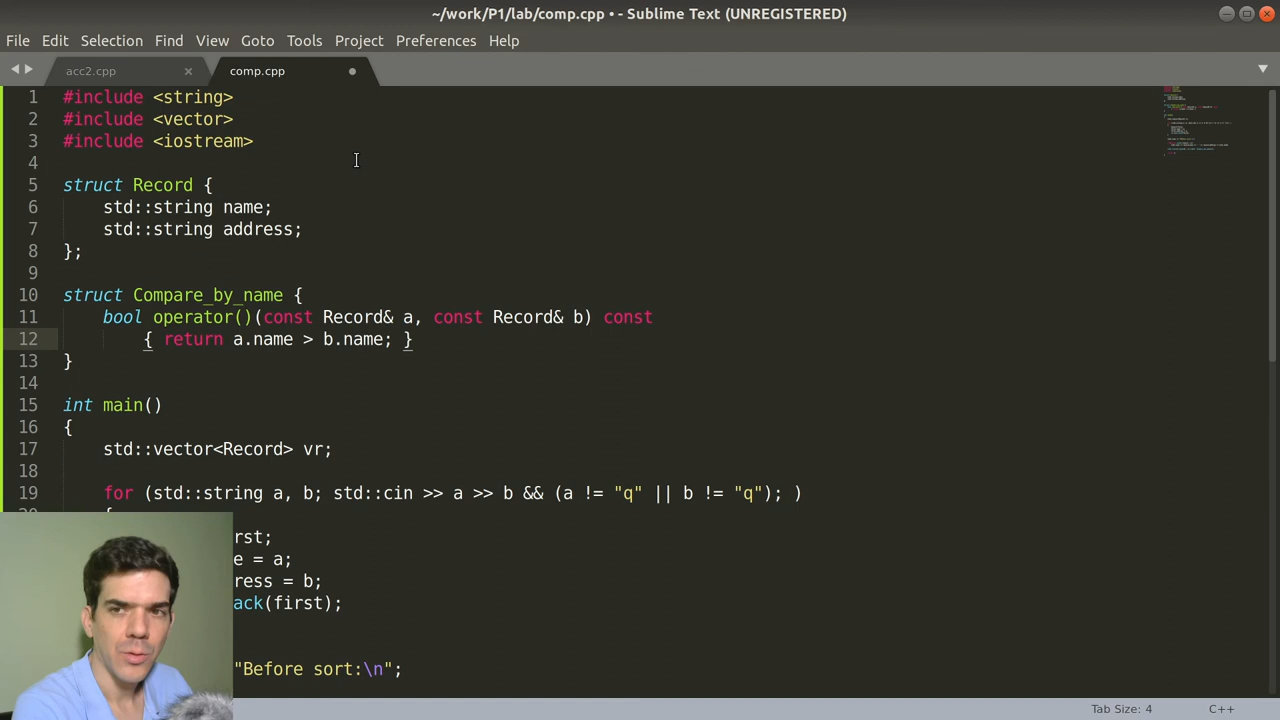 ~/work/P1/lab/comp.cpp • - Sublime Text (UNREGISTERED)
File Edit Selection Find View Goto Tools Project Preferences Help
acc2.cpp × comp.cpp
1 #include <string>
2 #include <vector>
3 #include <iostream>
4
5 struct Record {
6 std::string name;
7 std::string address;
8 };
9
10 struct Compare_by_name {
11 bool operator()(const Record& a, const Record& b) const
12 { return a.name > b.name; }
13 }
14
15 int main()
16 {
17 std::vector<Record> vr;
18
19 for (std::string a, b; std::cin >> a >> b && (a != "q" || b != "q"); )
{
rst;
e = a;
ress = b;
ack(first);
"Before sort:\n";
Tab Size: 4 C++